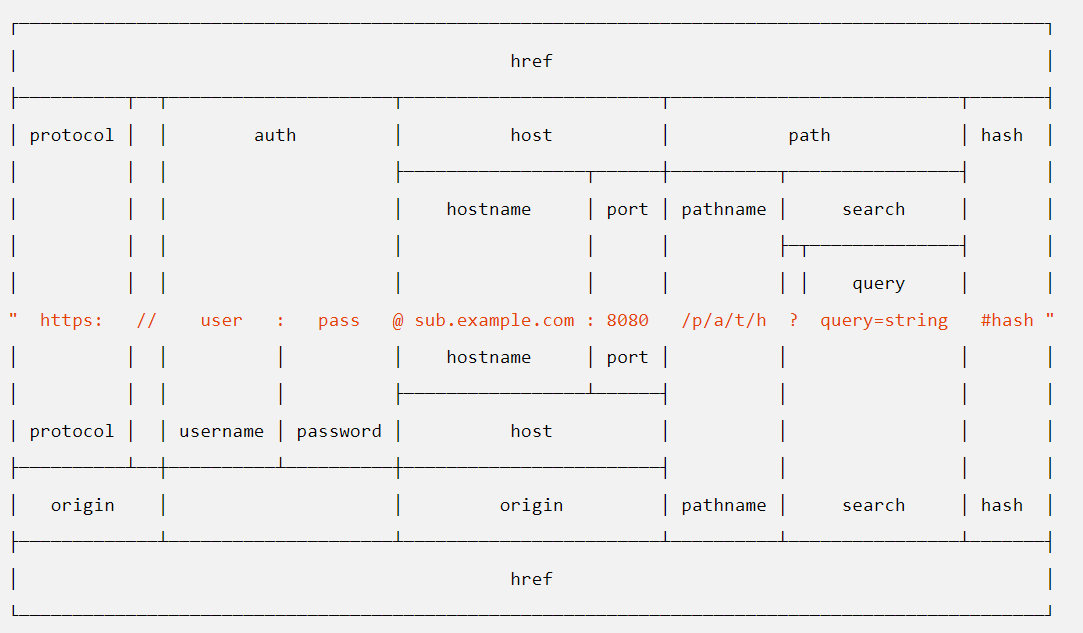 href
protocol auth host path hash
hostname port pathname search
query
" https: // user : pass @ sub.example.com : 8080 /p/a/t/h ? query=string #hash "
hostname port
protocol username password host
origin origin pathname search hash
href